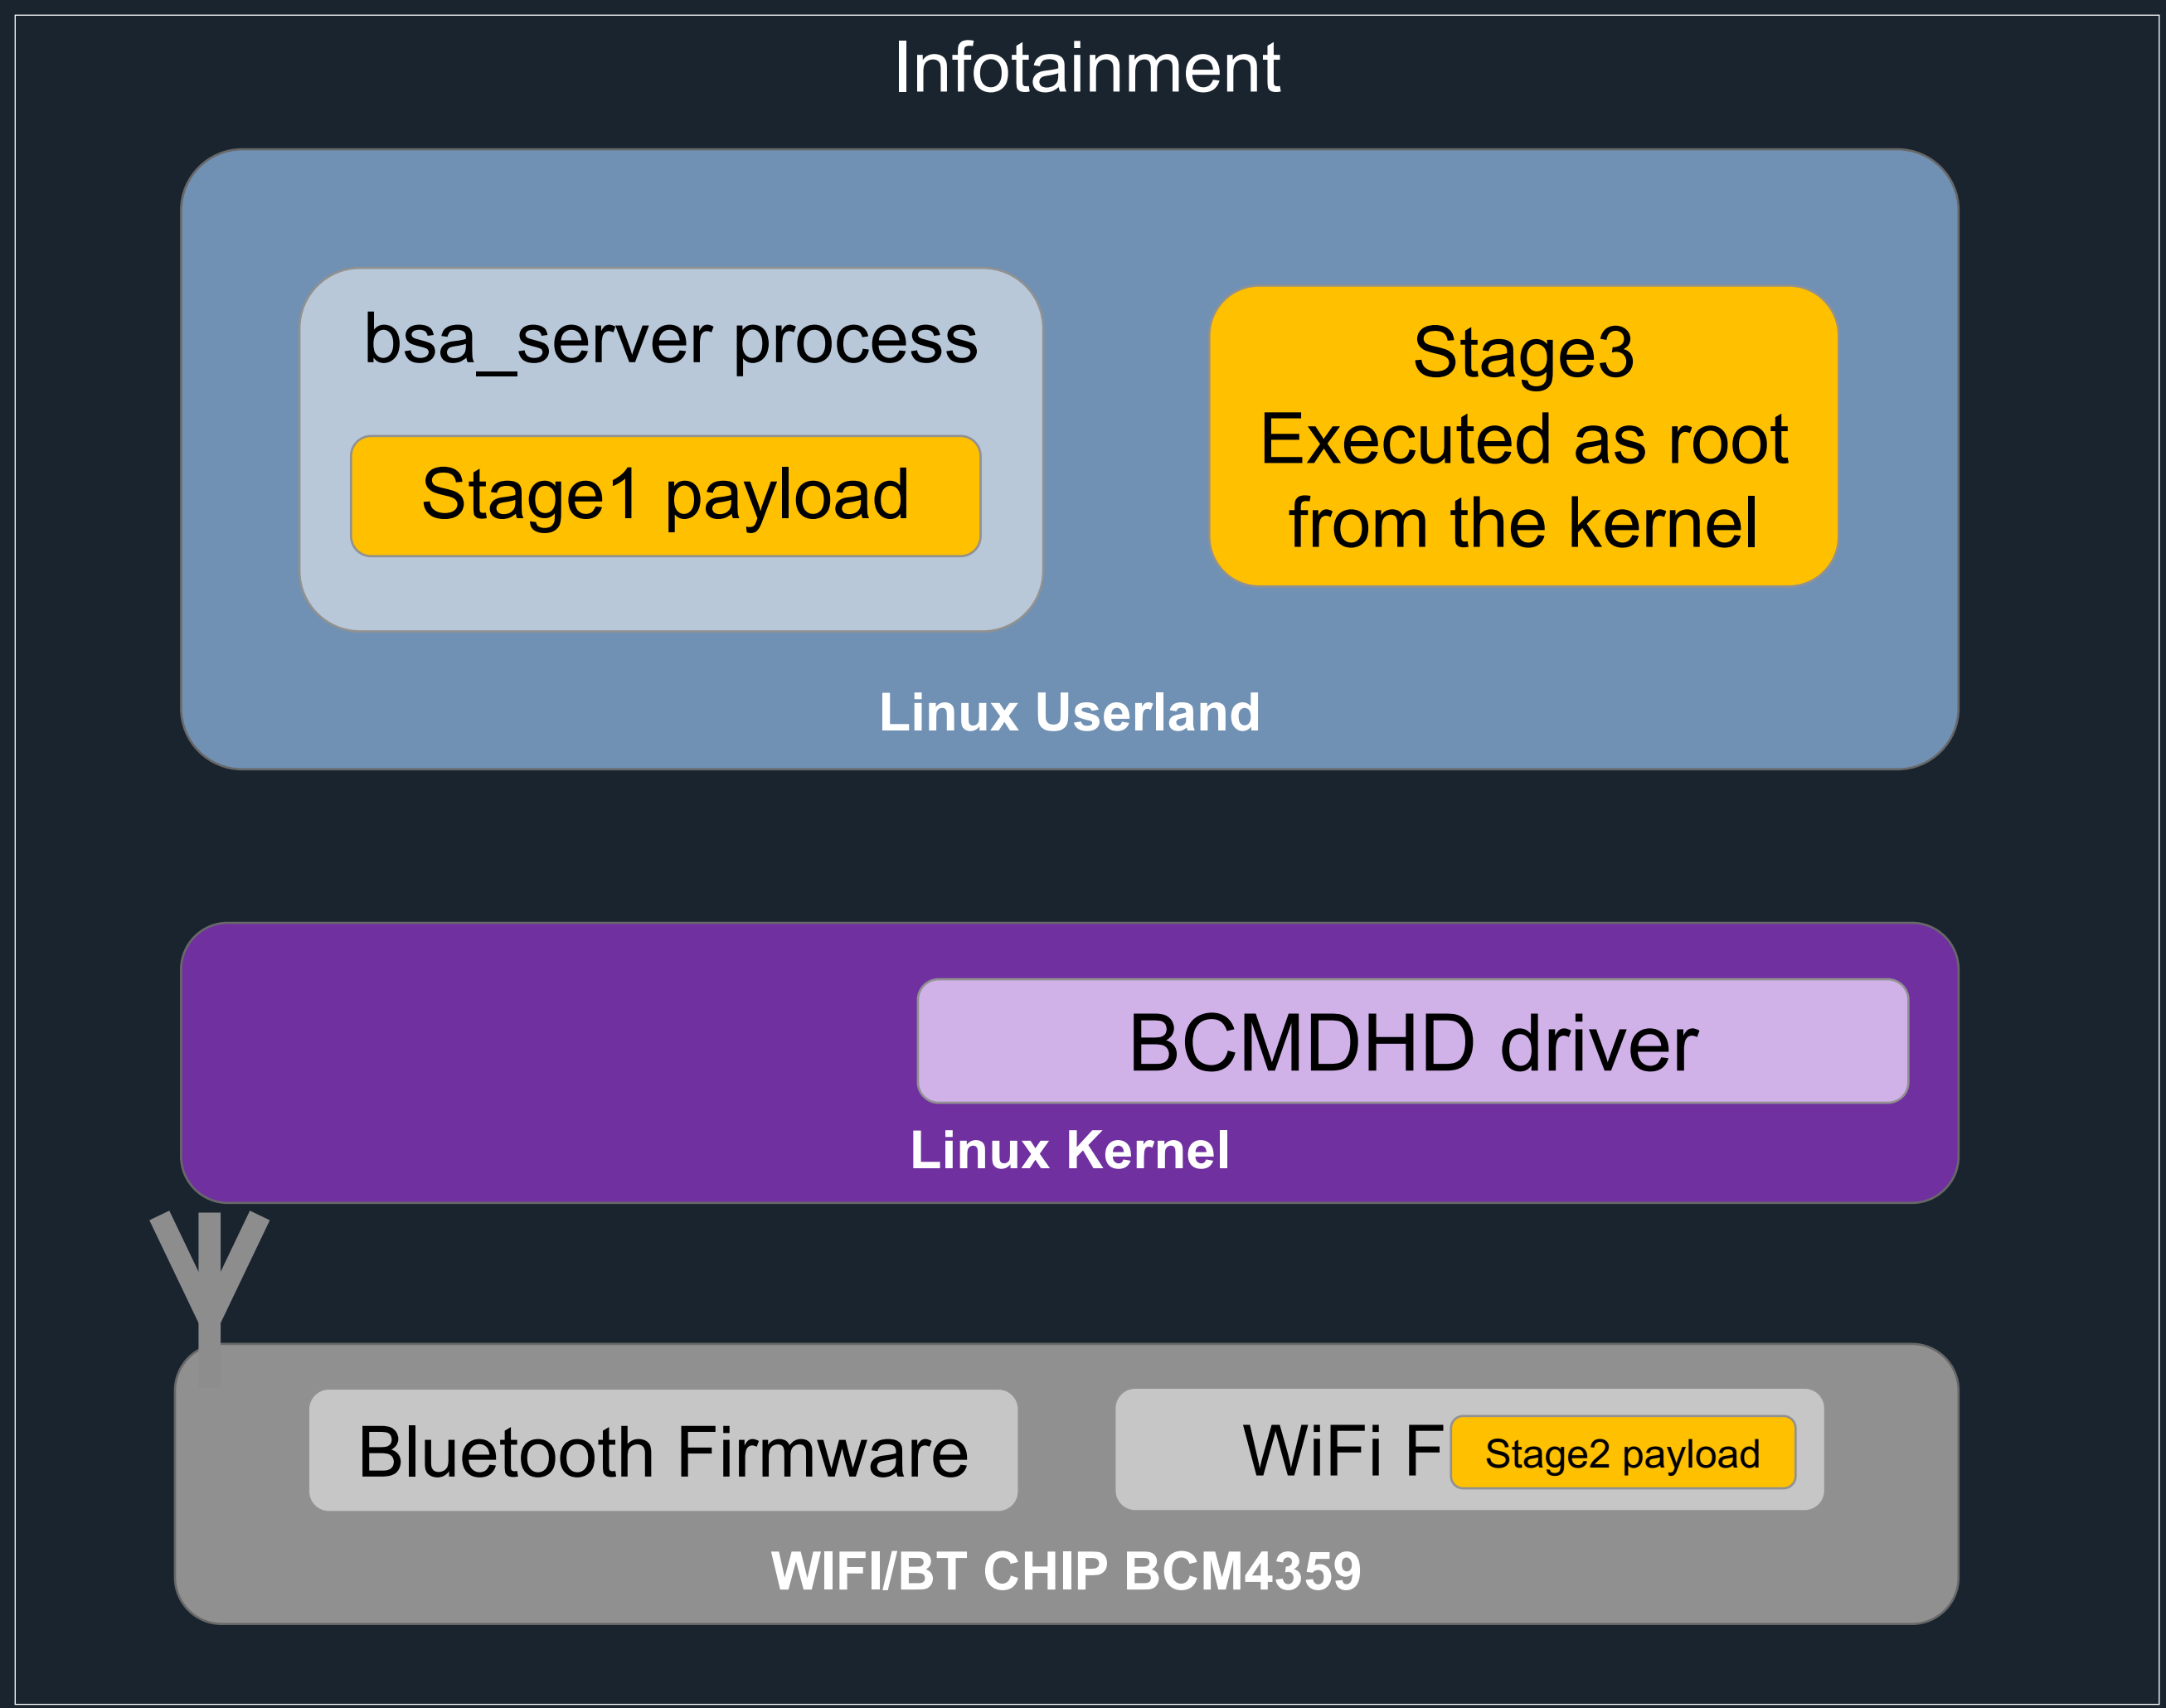 Infotainment
bsa_server process
Stage1 payload
Stage3
Executed as root
from the kernel
Linux Userland
BCMDHD driver
Linux Kernel
Bluetooth Firmware
WiFi F
Stage2 payload
WIFI/BT CHIP BCM4359